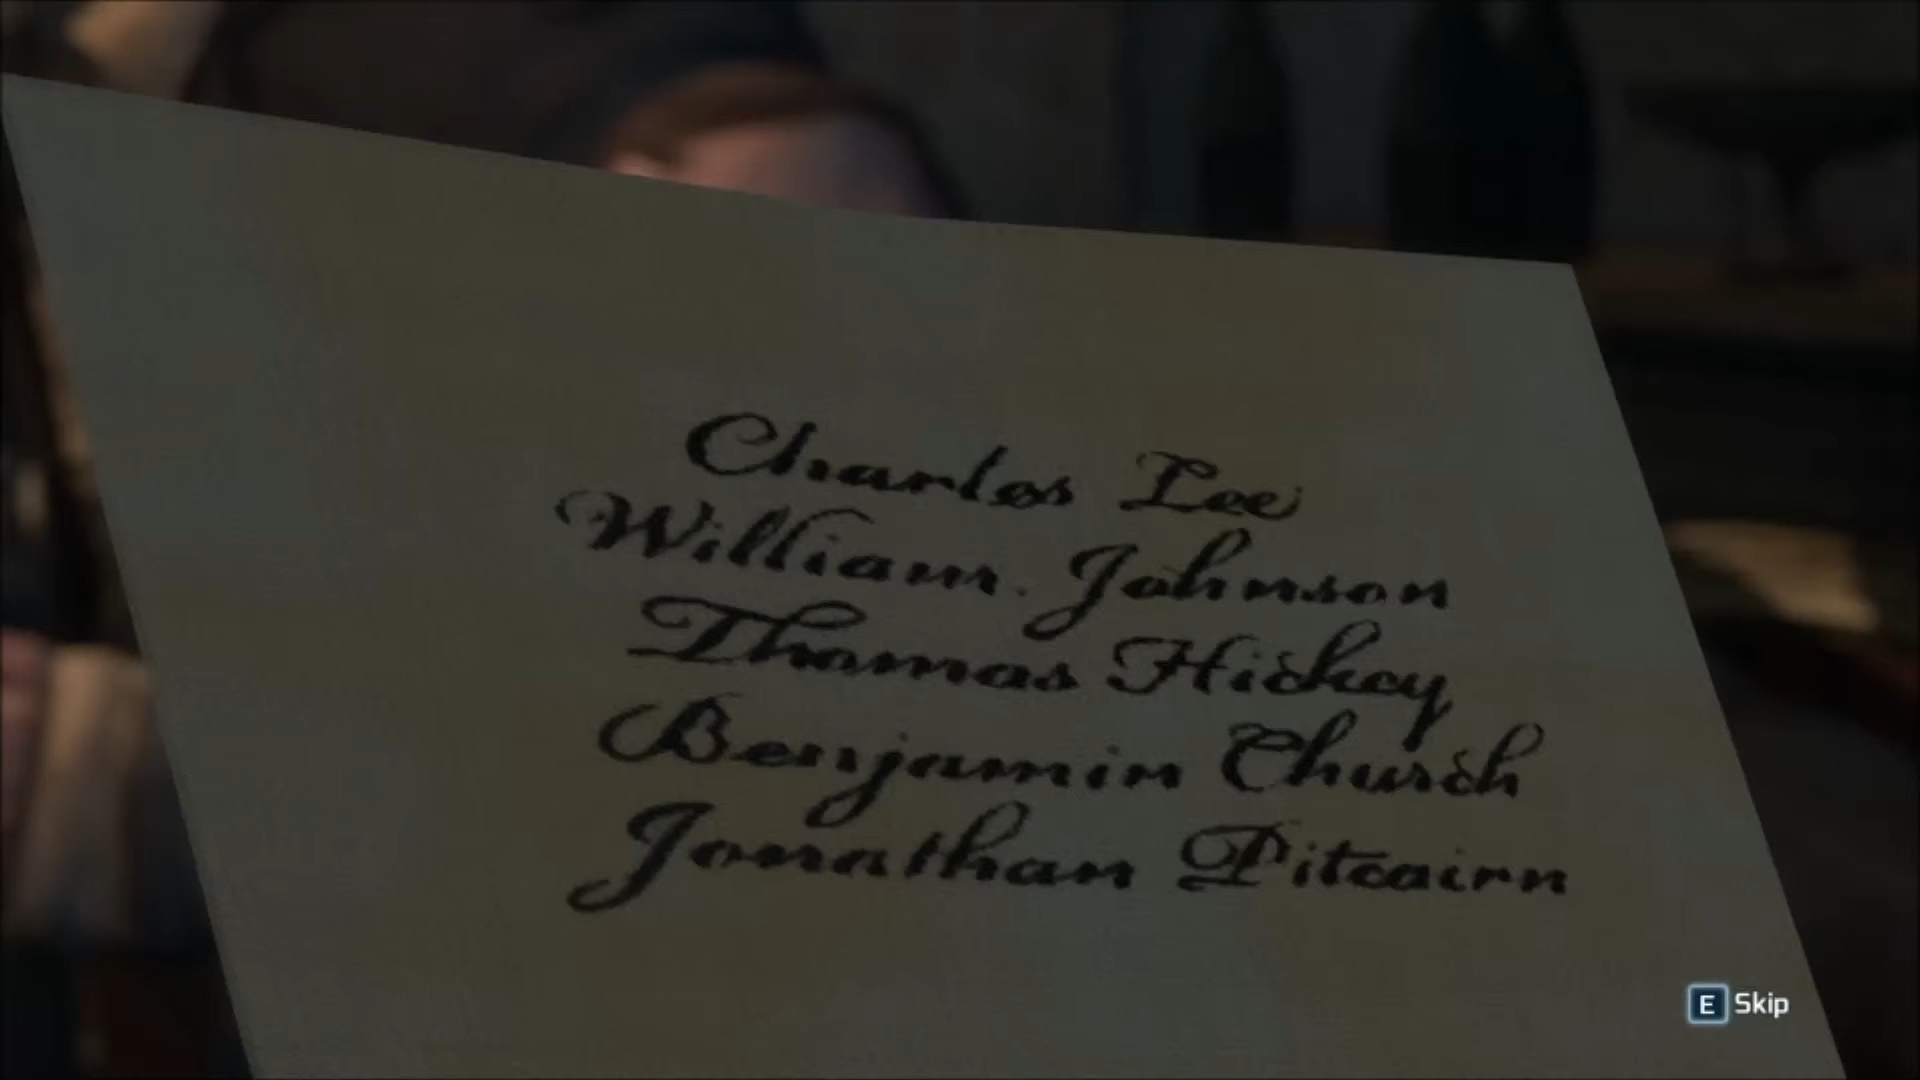 Charles Lee
William. Johnson
Thomas Hickey
Benjamin Church
Jonathan Pitcairn
E Skip